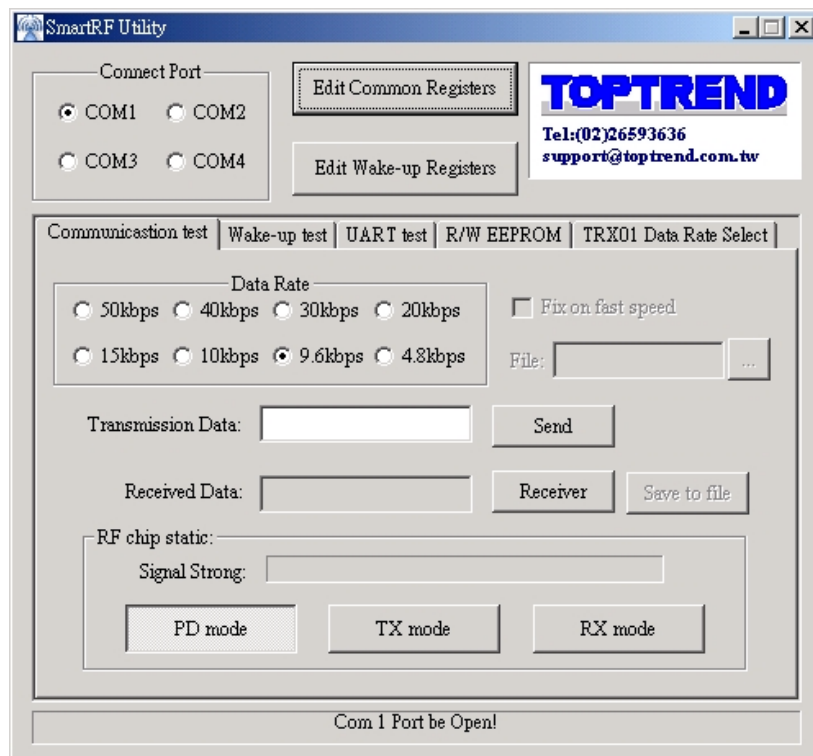 SmartRF Utility
Connect Port
COM1 COM2
COM3 COM4
Edit Common Registers
Edit Wake-up Registers
TOPTREND
Tel:(02)26593636
support@toptrend.com.tw
Communicastion test Wake-up test UART test R/W EEPROM TRX01 Data Rate Select
Data Rate
50kbps 40kbps 30kbps 20kbps
15kbps 10kbps 9.6kbps 4.8kbps
Fix on fast speed
File: ...
Transmission Data: Send
Received Data: Receiver Save to file
RF chip static:
Signal Strong:
PD mode TX mode RX mode
Com 1 Port be Open!